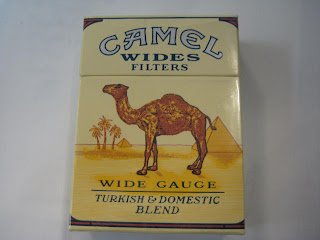 CAMEL
WIDES
FILTERS
WIDE GAUGE
TURKISH & DOMESTIC
BLEND